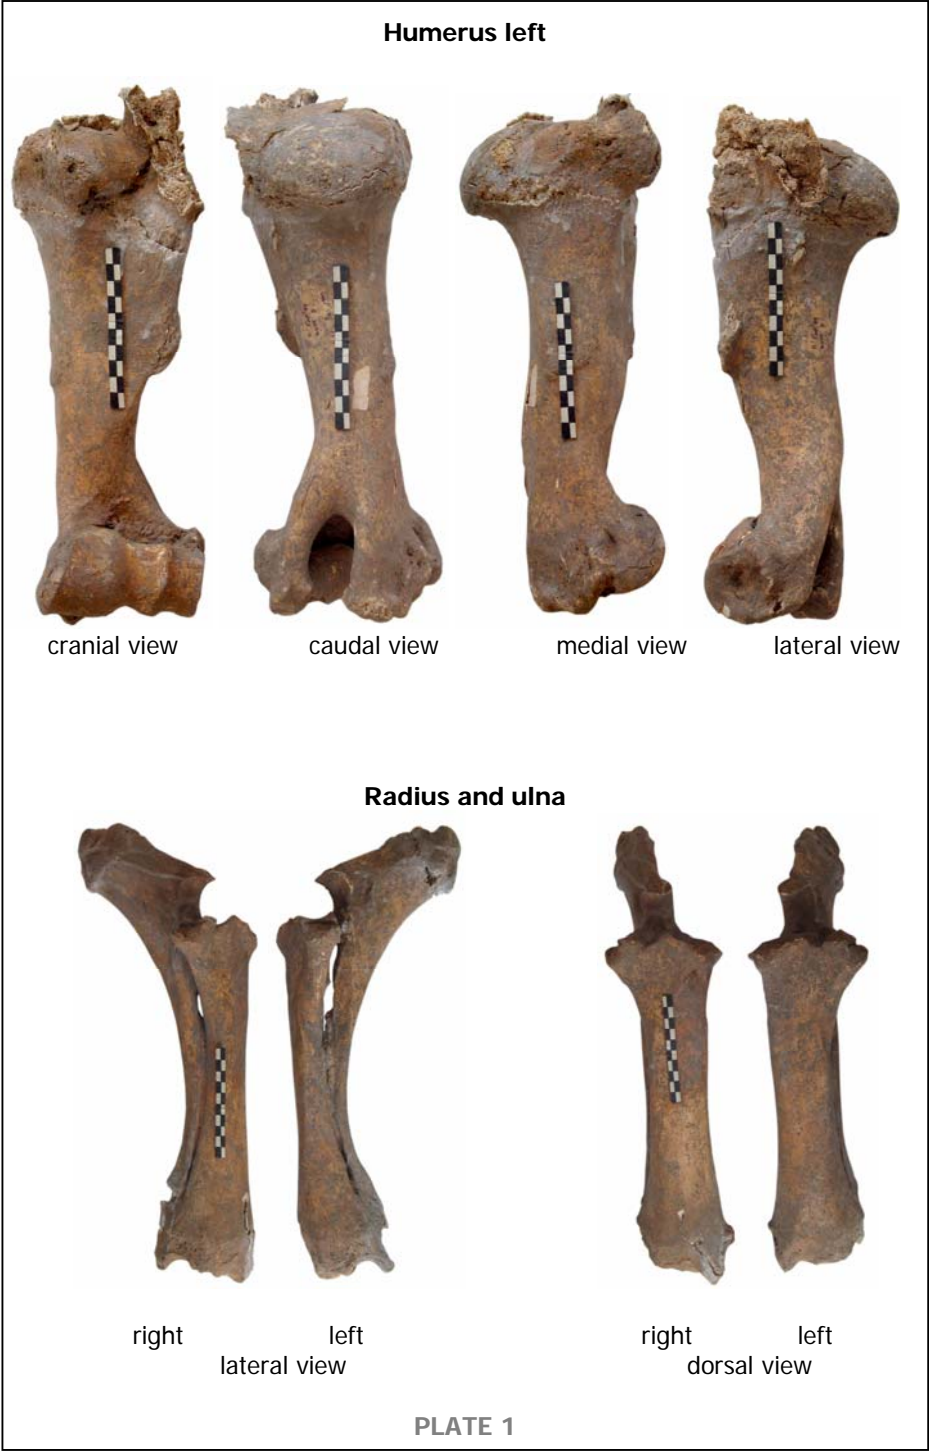 Humerus left
cranial view
caudal view
medial view
lateral view
Radius and ulna
right
left
lateral view
right
left
dorsal view
PLATE 1